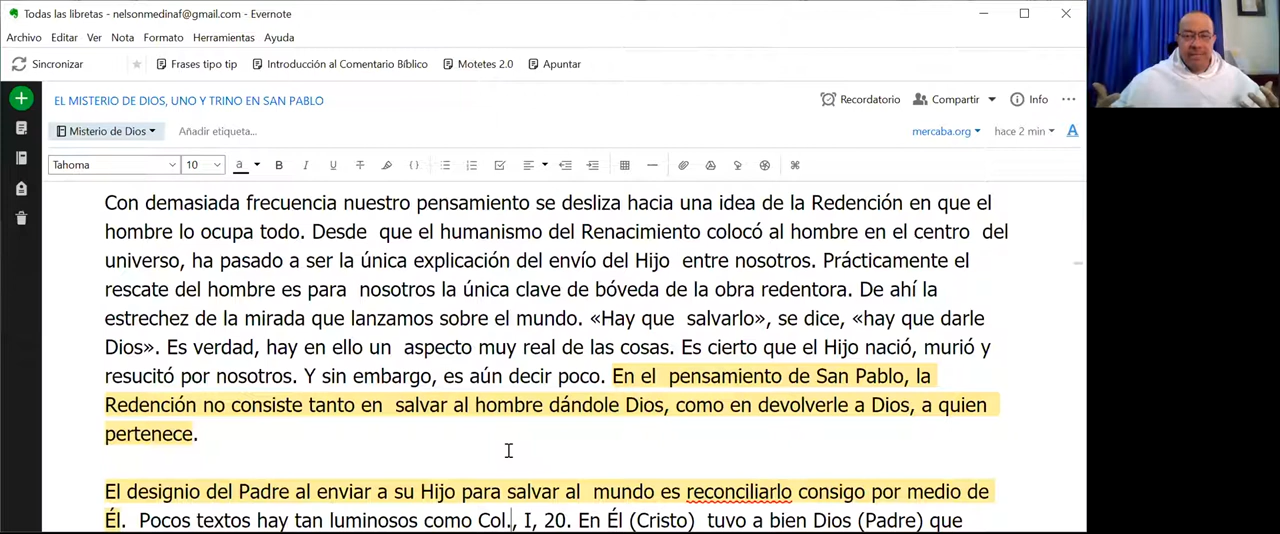 Todas las libretas - nelsonmedinaf@gmail.com - Evernote
Archivo Editar Ver Nota Formato Herramientas Ayuda
Sincronizar Frases tipo tip Introducción al Comentario Bíblico Motetes 2.0 Apuntar
EL MISTERIO DE DIOS, UNO Y TRINO EN SAN PABLO Recordatorio Compartir Info
Misterio de Dios Añadir etiqueta... mercaba.org hace 2 min A
Tahoma 10 a B I T
Con demasiada frecuencia nuestro pensamiento se desliza hacia una idea de la Redención en que el
hombre lo ocupa todo. Desde que el humanismo del Renacimiento colocó al hombre en el centro del
universo, ha pasado a ser la única explicación del envío del Hijo entre nosotros. Prácticamente el
rescate del hombre es para nosotros la única clave de bóveda de la obra redentora. De ahí la
estrechez de la mirada que lanzamos sobre el mundo. «Hay que salvarlo», se dice, «hay que darle
Dios». Es verdad, hay en ello un aspecto muy real de las cosas. Es cierto que el Hijo nació, murió y
resucitó por nosotros. Y sin embargo, es aún decir poco. En el pensamiento de San Pablo, la
Redención no consiste tanto en salvar al hombre dándole Dios, como en devolverle a Dios, a quien
pertenece.
El designio del Padre al enviar a su Hijo para salvar al mundo es reconciliarlo consigo por medio de
Él. Pocos textos hay tan luminosos como Col., I, 20. En Él (Cristo) tuvo a bien Dios (Padre) que